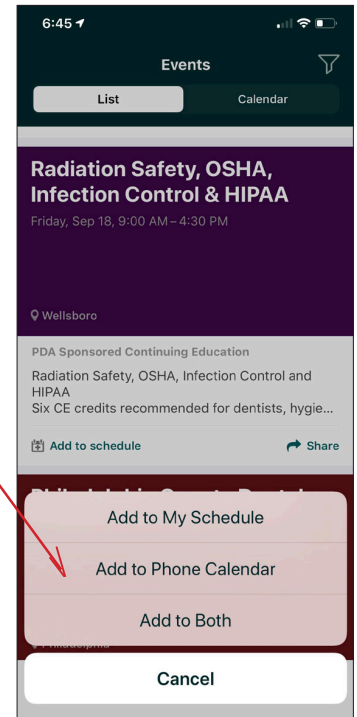 6:45
Events
List Calendar
Radiation Safety, OSHA,
Infection Control & HIPAA
Friday, Sep 18, 9:00 AM – 4:30 PM
Wellsboro
PDA Sponsored Continuing Education
Radiation Safety, OSHA, Infection Control and
HIPAA
Six CE credits recommended for dentists, hygie...
Add to schedule Share
Add to My Schedule
Add to Phone Calendar
Add to Both
Philadelphia
Cancel